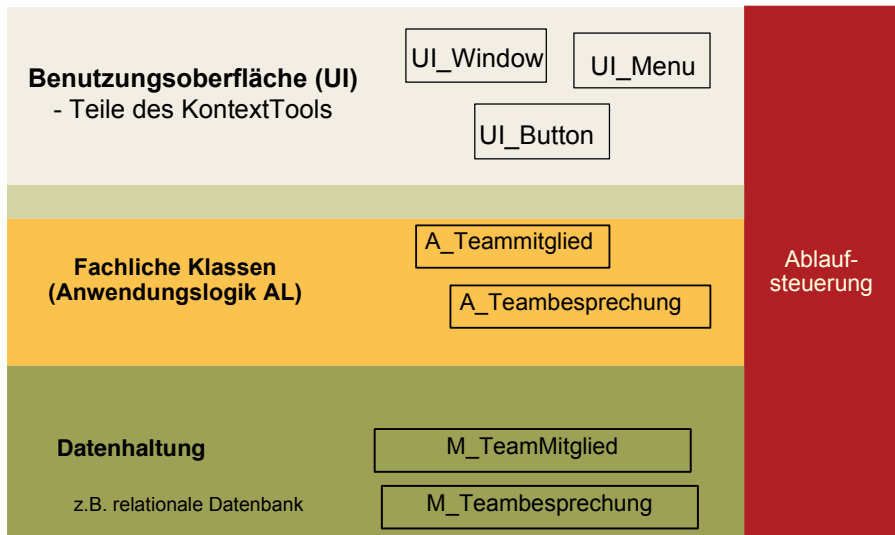 Benutzungsoberfläche (UI)
- Teile des KontextTools
UI_Window
UI_Menu
UI_Button
Fachliche Klassen
(Anwendungslogik AL)
A_Teammitglied
A_Teambesprechung
Ablauf-
steuerung
Datenhaltung
M_TeamMitglied
z.B. relationale Datenbank
M_Teambesprechung